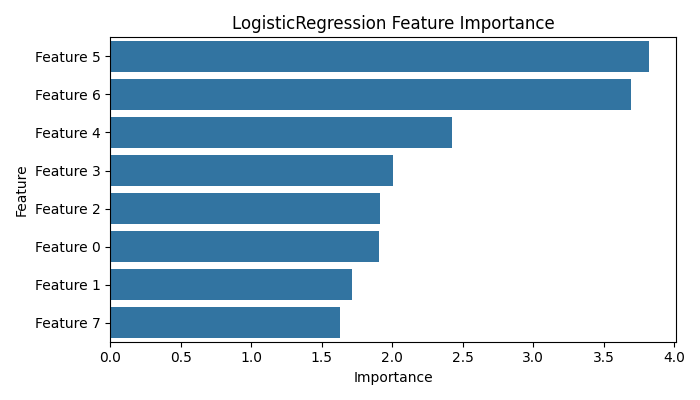 LogisticRegression Feature Importance
Feature 5
Feature 6
Feature 4
Feature 3
Feature 2
Feature 0
Feature 1
Feature 7
Feature
0.0 0.5 1.0 1.5 2.0 2.5 3.0 3.5 4.0
Importance